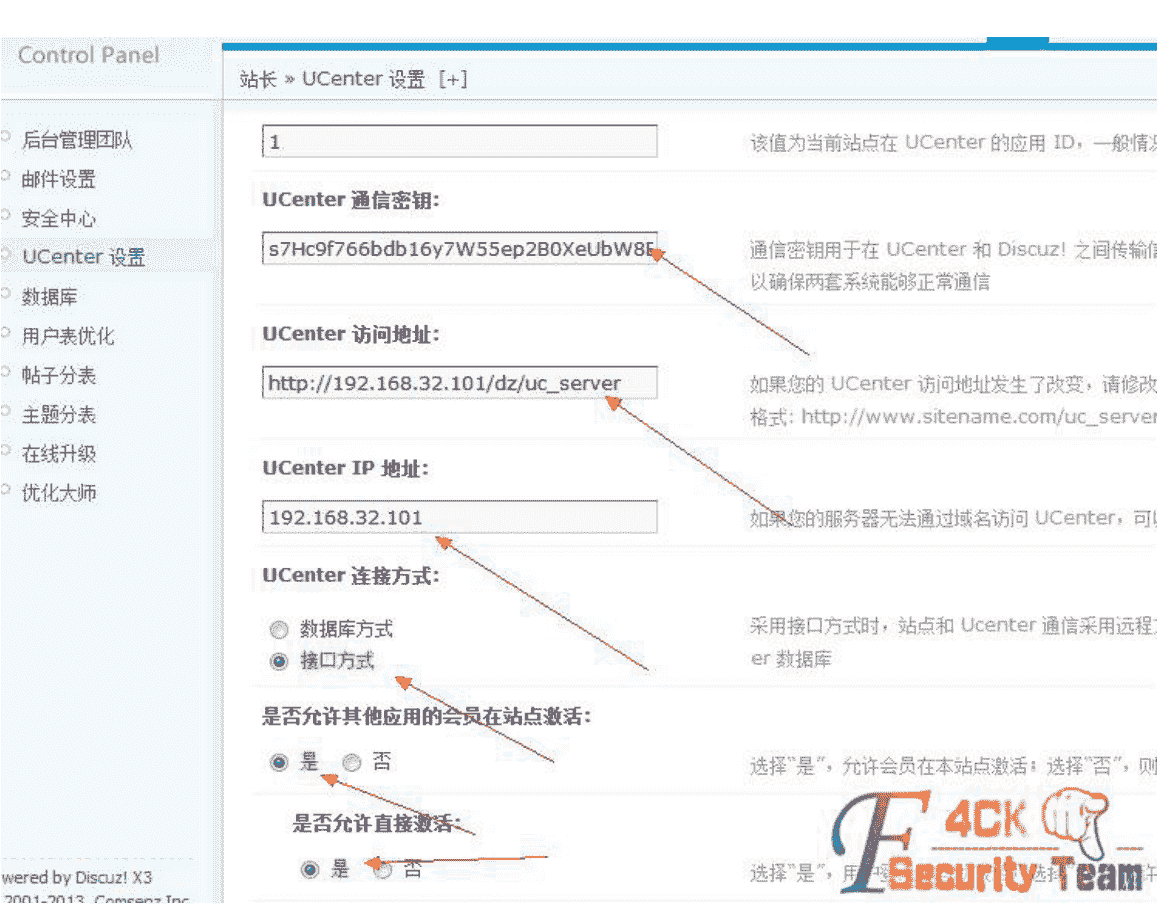 Control Panel
站长 » UCenter 设置 [+]
后台管理团队
邮件设置
安全中心
UCenter 设置
数据库
用户表优化
帖子分表
主题分表
在线升级
优化大师
wered by Discuz! X3
2001-2013, Comsenz Inc
1
该值为当前站点在 UCenter 的应用 ID，一般情况
UCenter 通信密钥:
s7Hc9f766bdb16y7W55ep2B0XeUbW8
通信密钥用于在 UCenter 和 Discuz! 之间传输信
以确保两套系统能够正常通信
UCenter 访问地址:
http://192.168.32.101/dz/uc_server
如果您的 UCenter 访问地址发生了改变，请修改
格式: http://www.sitename.com/uc_server
UCenter IP 地址:
192.168.32.101
如果您的服务器无法通过域名访问 UCenter，可以
UCenter 连接方式:
数据库方式
接口方式
采用接口方式时，站点和 Ucenter 通信采用远程
er 数据库
是否允许其他应用的会员在站点激活:
是 否
选择“是”，允许会员在本站点激活；选择“否”，则
是否允许直接激活:
是 否
选择“是”，用
F4CK
Security Team